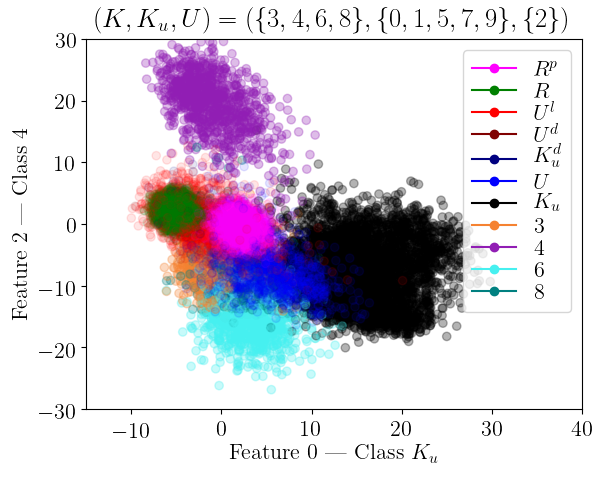 (K, K_u, U) = ({3, 4, 6, 8}, {0, 1, 5, 7, 9}, {2})
Feature 2 — Class 4
30
20
10
0
−10
−20
−30
−10 0 10 20 30 40
Feature 0 — Class K_u
R^p
R
U^l
U^d
K_u^d
U
K_u
3
4
6
8